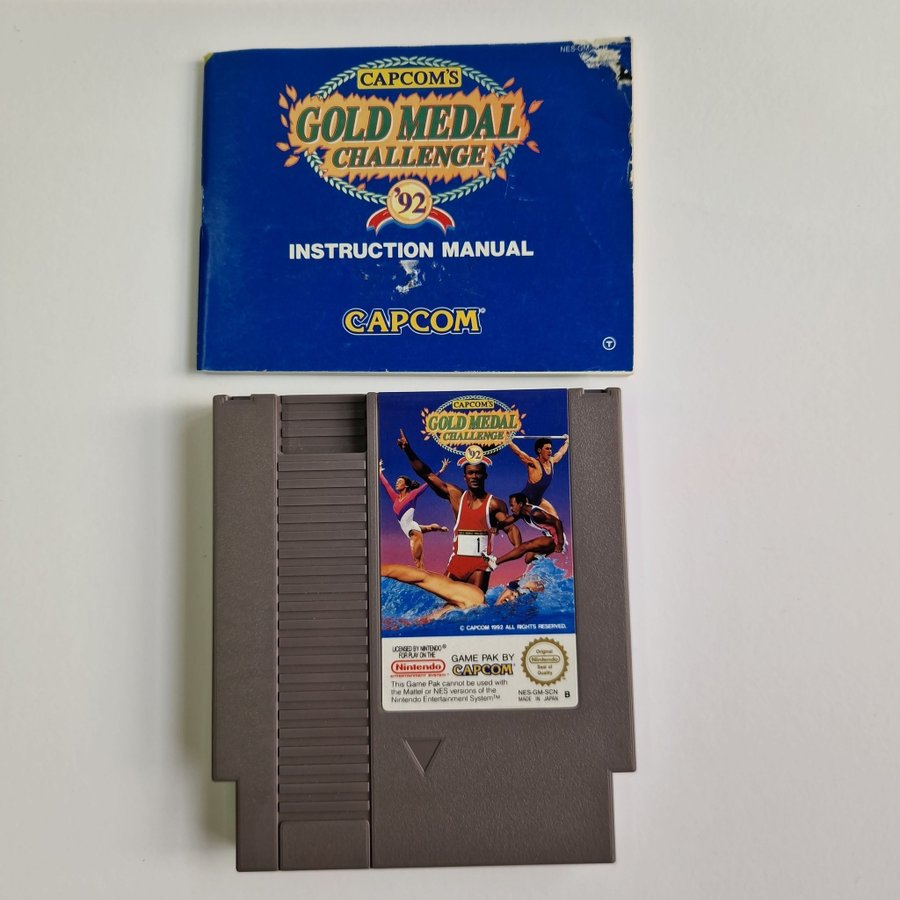 NES-GM
CAPCOM'S
GOLD MEDAL
CHALLENGE
'92
INSTRUCTION MANUAL
CAPCOM®
T
CAPCOM'S
GOLD MEDAL
CHALLENGE
'92
1
© CAPCOM 1992 ALL RIGHTS RESERVED.
LICENSED BY NINTENDO®
FOR PLAY ON THE
Nintendo
ENTERTAINMENT SYSTEM
GAME PAK BY
CAPCOM
This Game Pak cannot be used with
the Mattel or NES versions of the
Nintendo Entertainment System™.
Original
Nintendo
Seal of
Quality
NES-GM-SCN
MADE IN JAPAN
B